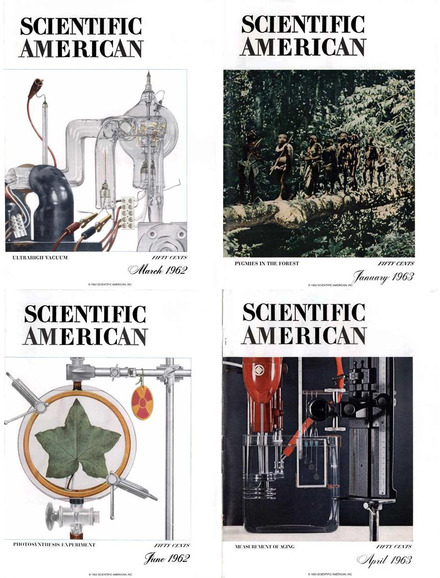 SCIENTIFIC
AMERICAN
ULTRAHIGH VACUUM
FIFTY CENTS
March 1962
© 1962 SCIENTIFIC AMERICAN, INC
SCIENTIFIC
AMERICAN
PYGMIES IN THE FOREST
FIFTY CENTS
January 1963
© 1963 SCIENTIFIC AMERICAN, INC
SCIENTIFIC
AMERICAN
PHOTOSYNTHESIS EXPERIMENT
FIFTY CENTS
June 1962
© 1962 SCIENTIFIC AMERICAN, INC
SCIENTIFIC
AMERICAN
MEASUREMENT OF AGING
FIFTY CENTS
April 1963
© 1963 SCIENTIFIC AMERICAN, INC